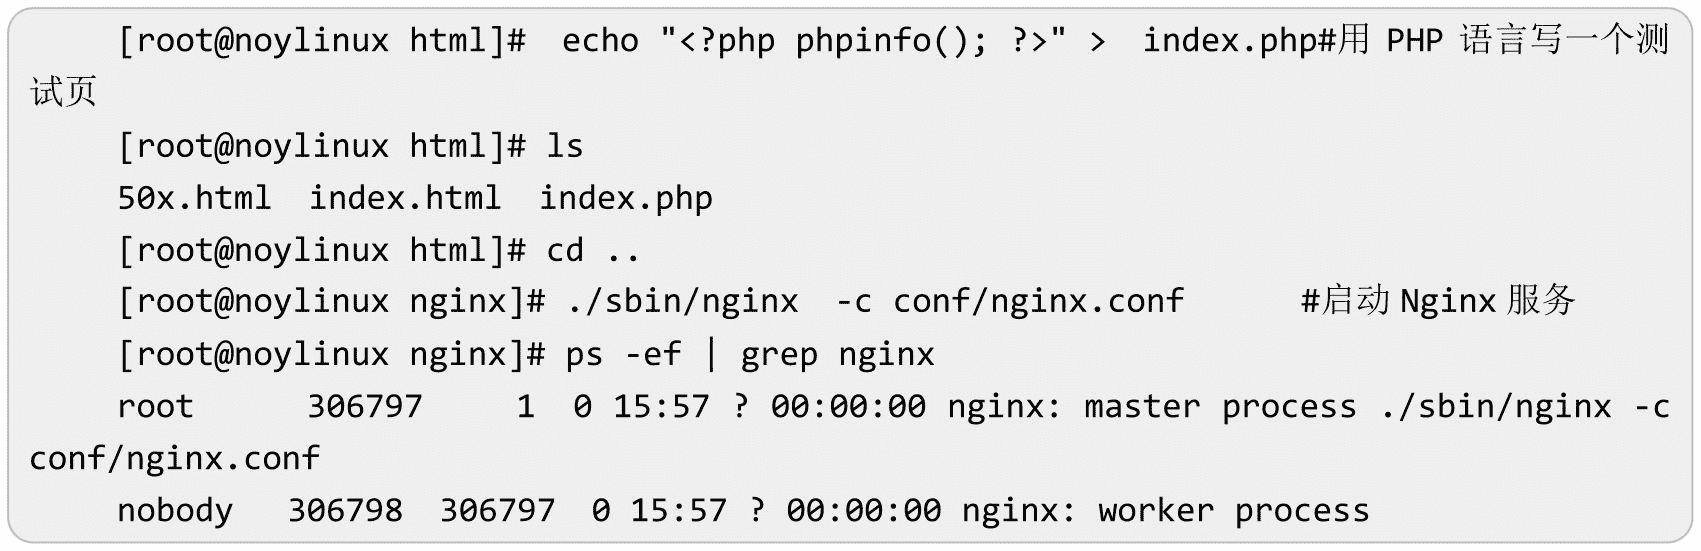 [root@noylinux html]#  echo "<?php phpinfo(); ?>" >  index.php#用 PHP 语言写一个测
试页
[root@noylinux html]# ls
50x.html  index.html  index.php
[root@noylinux html]# cd ..
[root@noylinux nginx]# ./sbin/nginx  -c conf/nginx.conf      #启动 Nginx 服务
[root@noylinux nginx]# ps -ef | grep nginx
root      306797     1  0 15:57 ? 00:00:00 nginx: master process ./sbin/nginx -c
conf/nginx.conf
nobody   306798  306797  0 15:57 ? 00:00:00 nginx: worker process